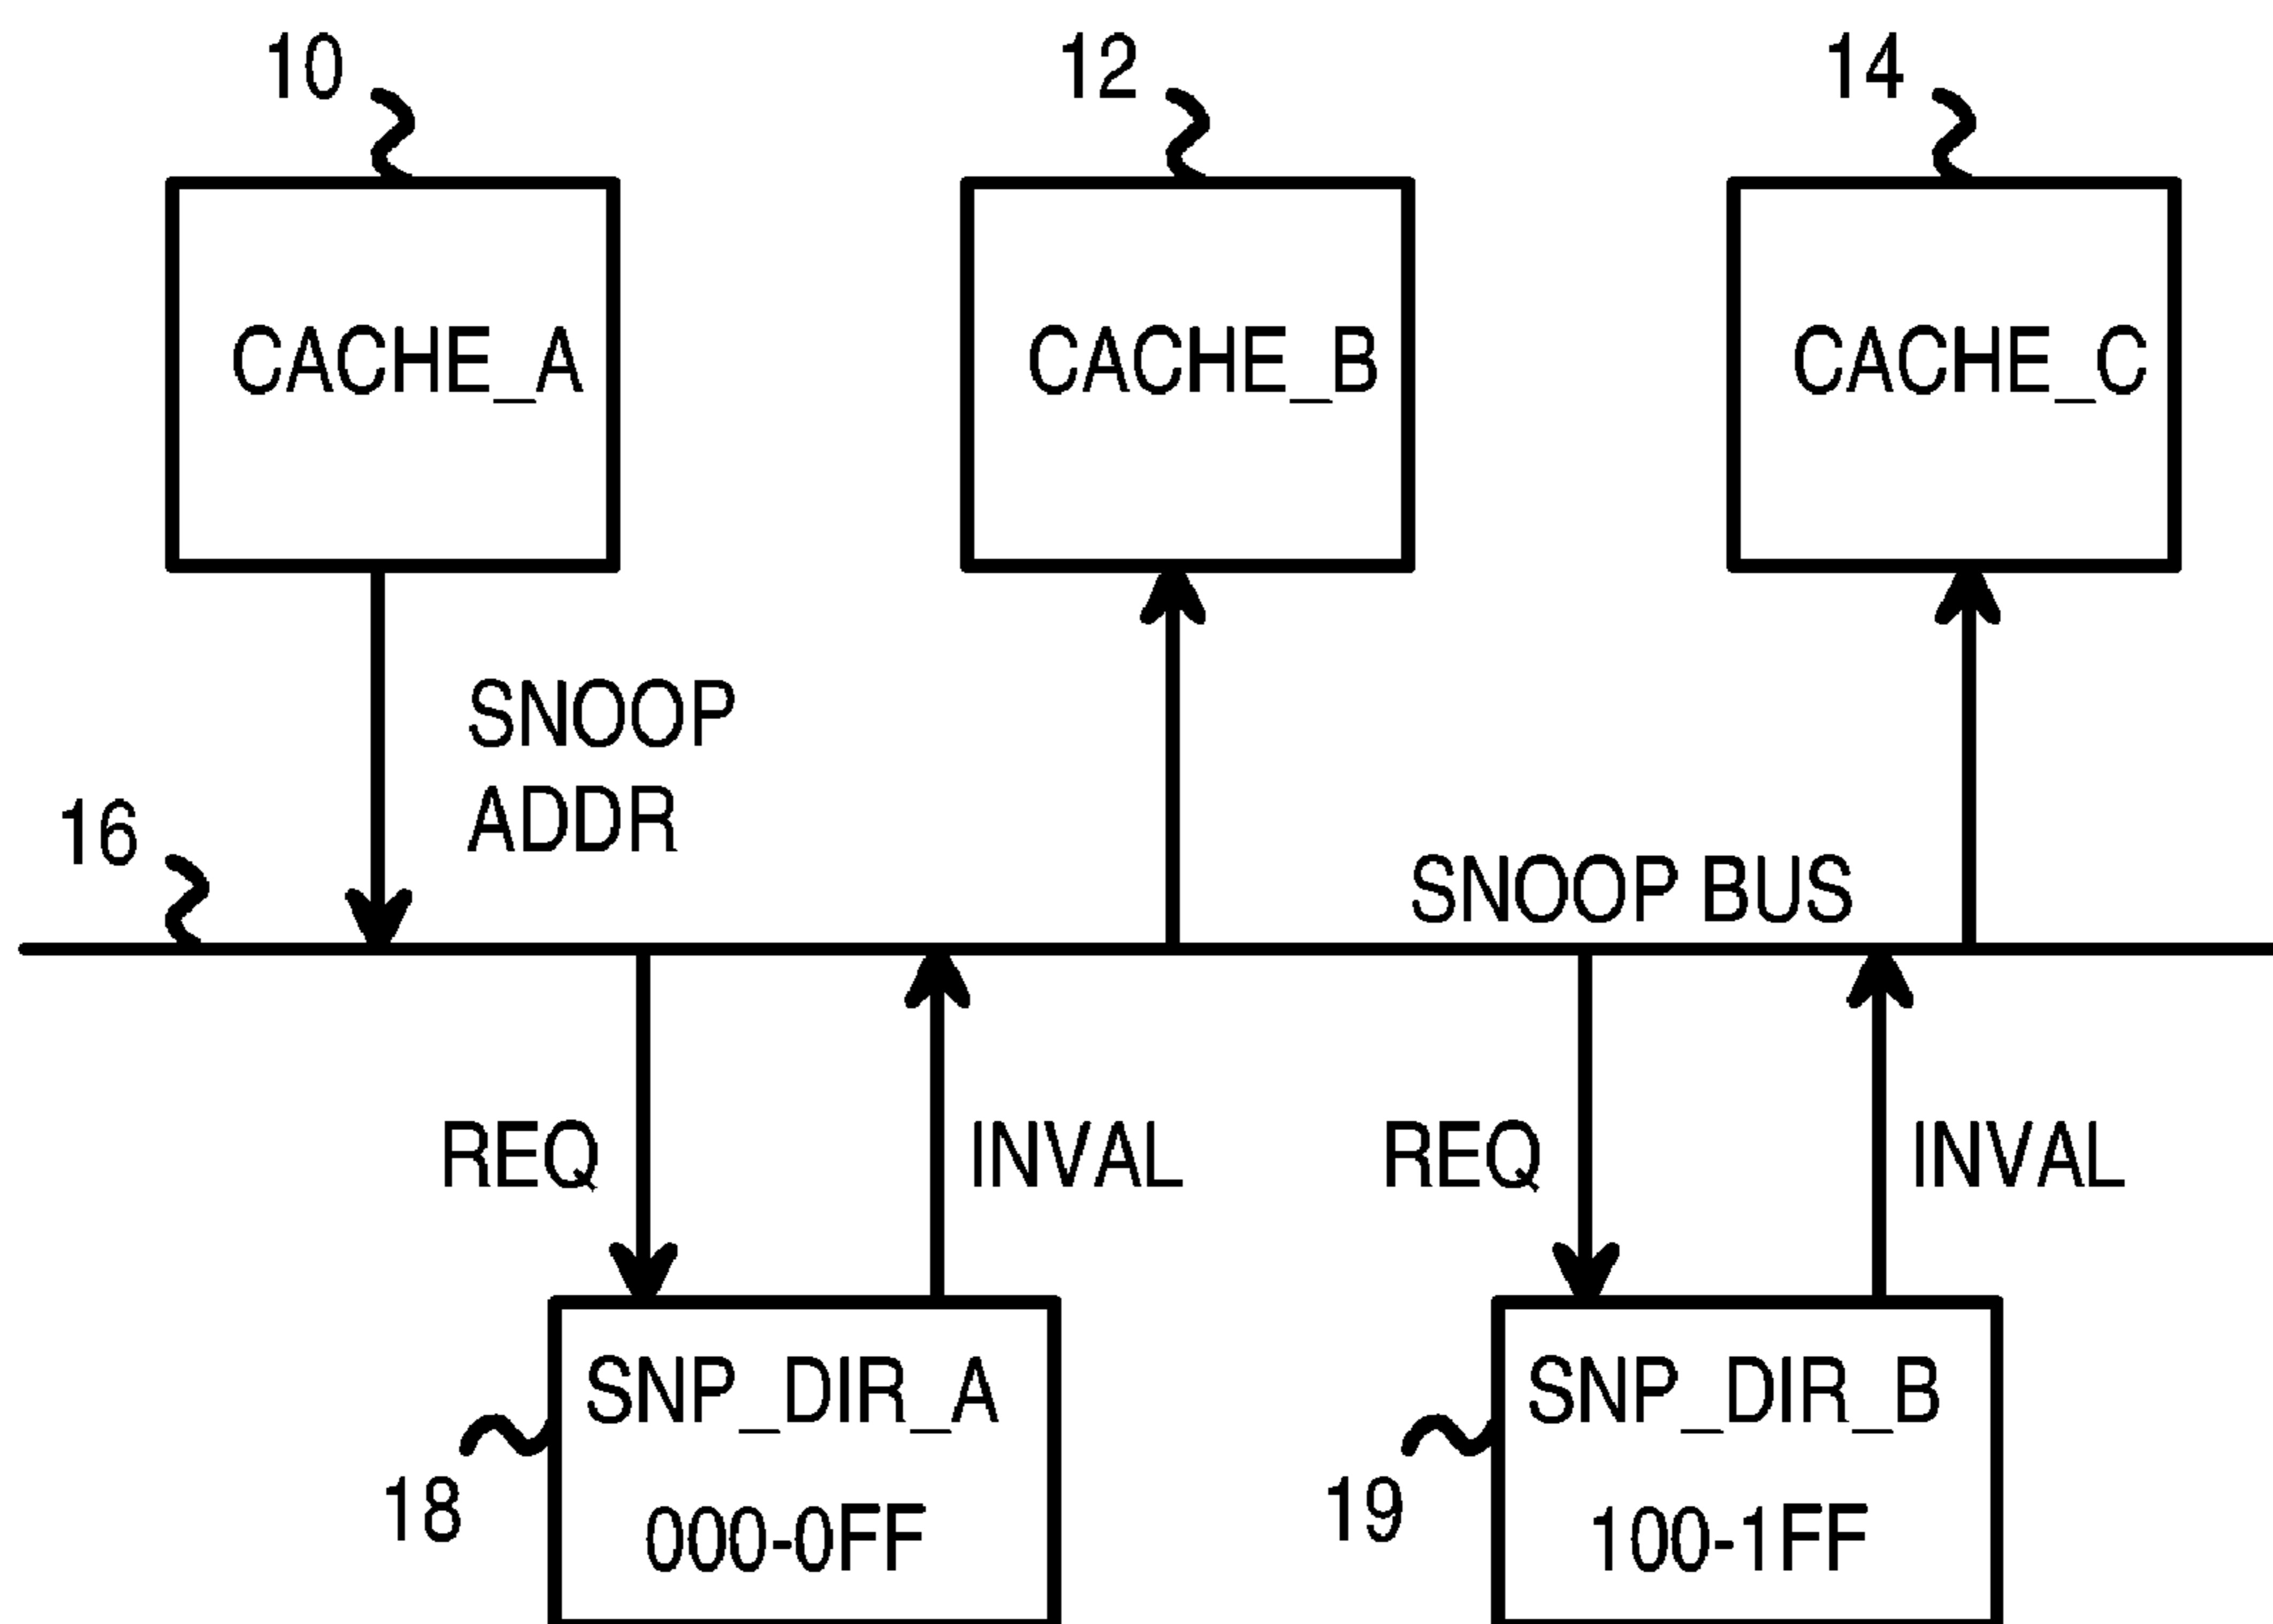 10
12
14
CACHE_A
CACHE_B
CACHE_C
SNOOP
ADDR
16
SNOOP BUS
REQ
INVAL
REQ
INVAL
SNP_DIR_A
SNP_DIR_B
18
000-0FF
19
100-1FF